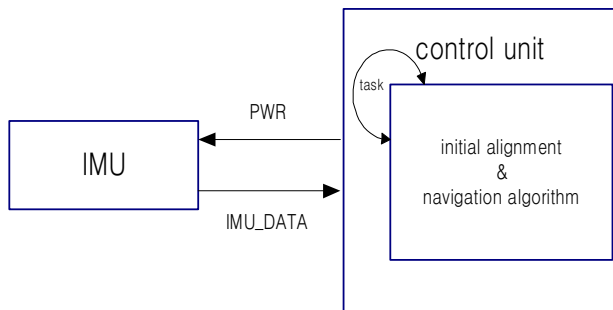 control unit
task
PWR
IMU
initial alignment
&
navigation algorithm
IMU_DATA